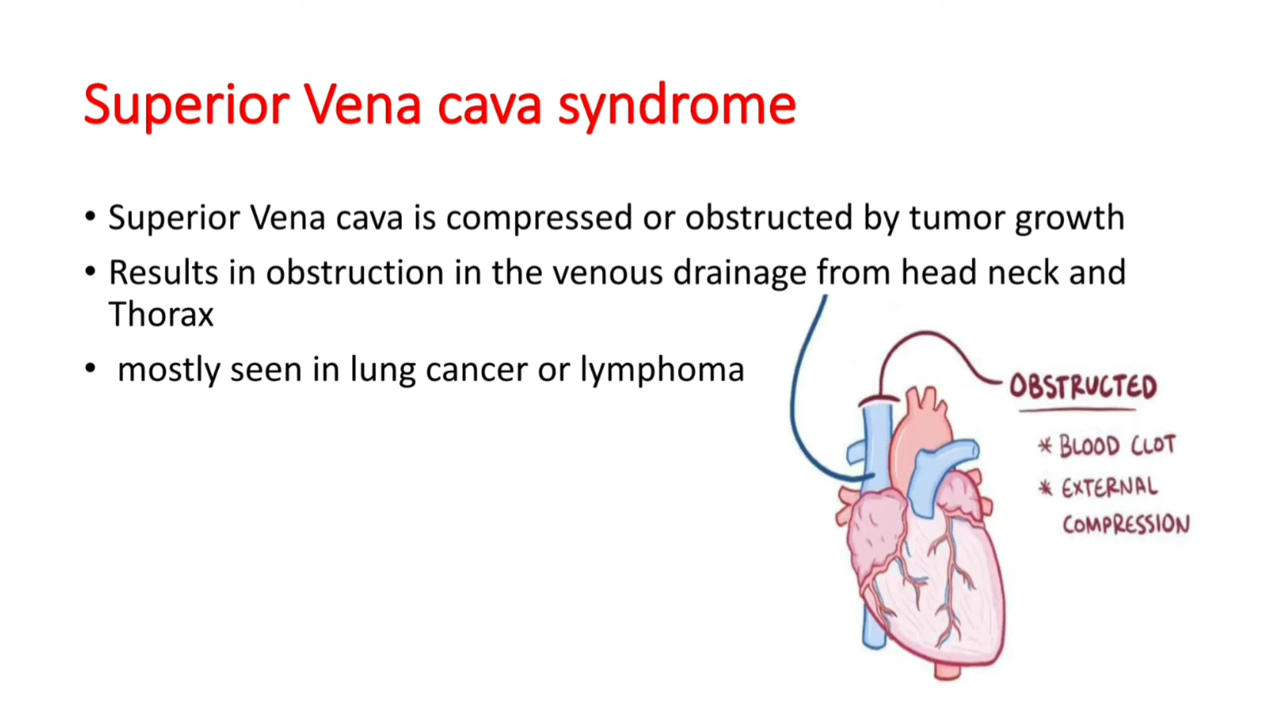 Superior Vena cava syndrome
• Superior Vena cava is compressed or obstructed by tumor growth
• Results in obstruction in the venous drainage from head neck and
Thorax
• mostly seen in lung cancer or lymphoma
OBSTRUCTED
* BLOOD CLOT
* EXTERNAL
COMPRESSION